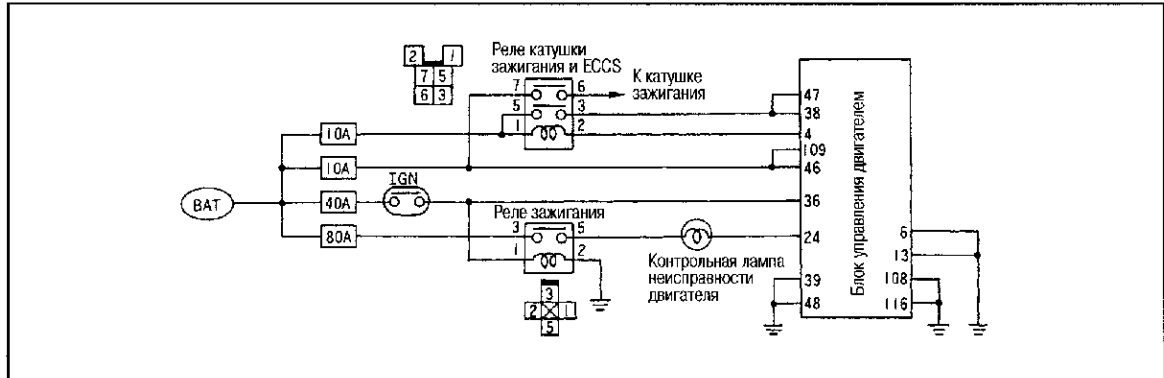 2 1
7 5
6 3
Реле катушки
зажигания и ECCS
7 6
5 3
1 2
К катушке
зажигания
BAT
10A
10A
40A
80A
IGN
Реле зажигания
3 5
1 2
3
2 1
5
Контрольная лампа
неисправности
двигателя
47
38
4
109
46
36
24
39
48
Блок управления двигателем
6
13
108
116